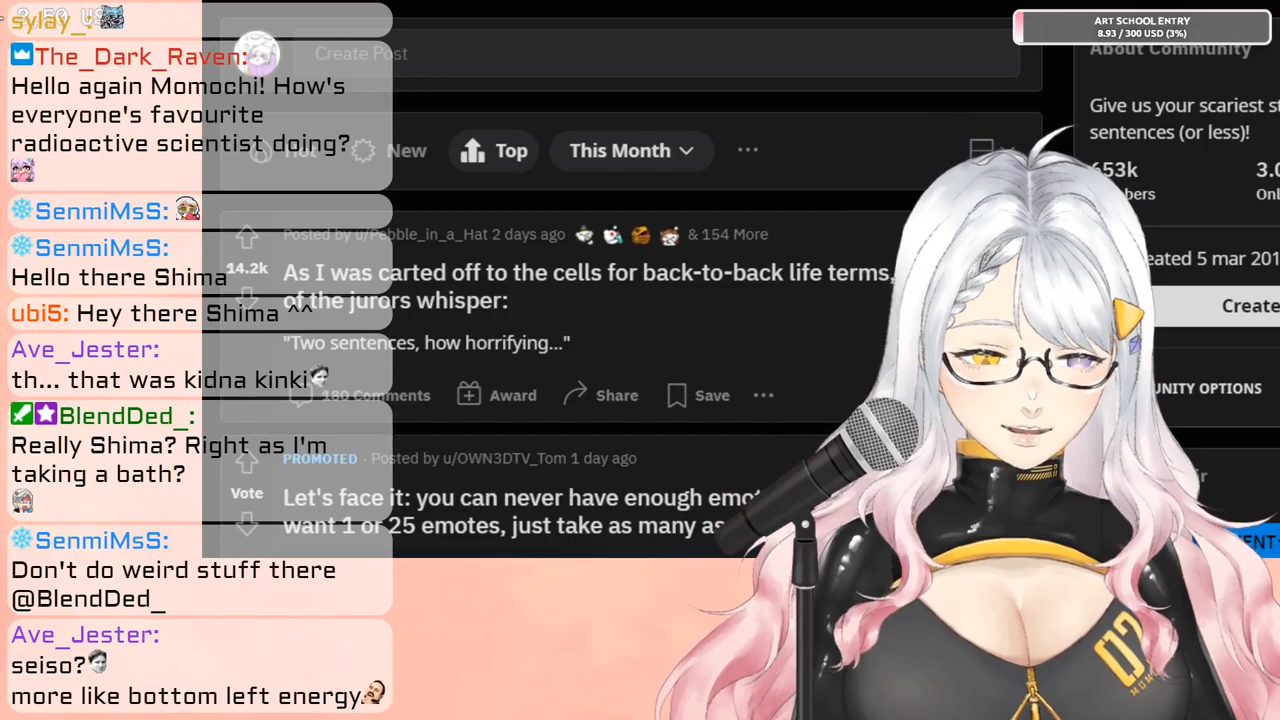 sylay_:
The_Dark_Raven:
Hello again Momochi! How's
everyone's favourite
radioactive scientist doing?
SenmiMsS:
SenmiMsS:
Hello there Shima
ubi5: Hey there Shima ^^
Ave_Jester:
th... that was kidna kinki
BlendDed_:
Really Shima? Right as I'm
taking a bath?
SenmiMsS:
Don't do weird stuff there
@BlendDed_
Ave_Jester:
seiso?
more like bottom left energy
Create Post
Hot New Top This Month
Posted by u/Pebble_in_a_Hat 2 days ago & 154 More
14.2k
As I was carted off to the cells for back-to-back life terms,
of the jurors whisper:
"Two sentences, how horrifying..."
180 Comments Award Share Save
PROMOTED · Posted by u/OWN3DTV_Tom 1 day ago
Vote
Let's face it: you can never have enough emot
want 1 or 25 emotes, just take as many as
ART SCHOOL ENTRY
8.93 / 300 USD (3%)
About Community
Give us your scariest st
sentences (or less)!
653k 3.0
bers Onl
eated 5 mar 201
Create
UNITY OPTIONS
02